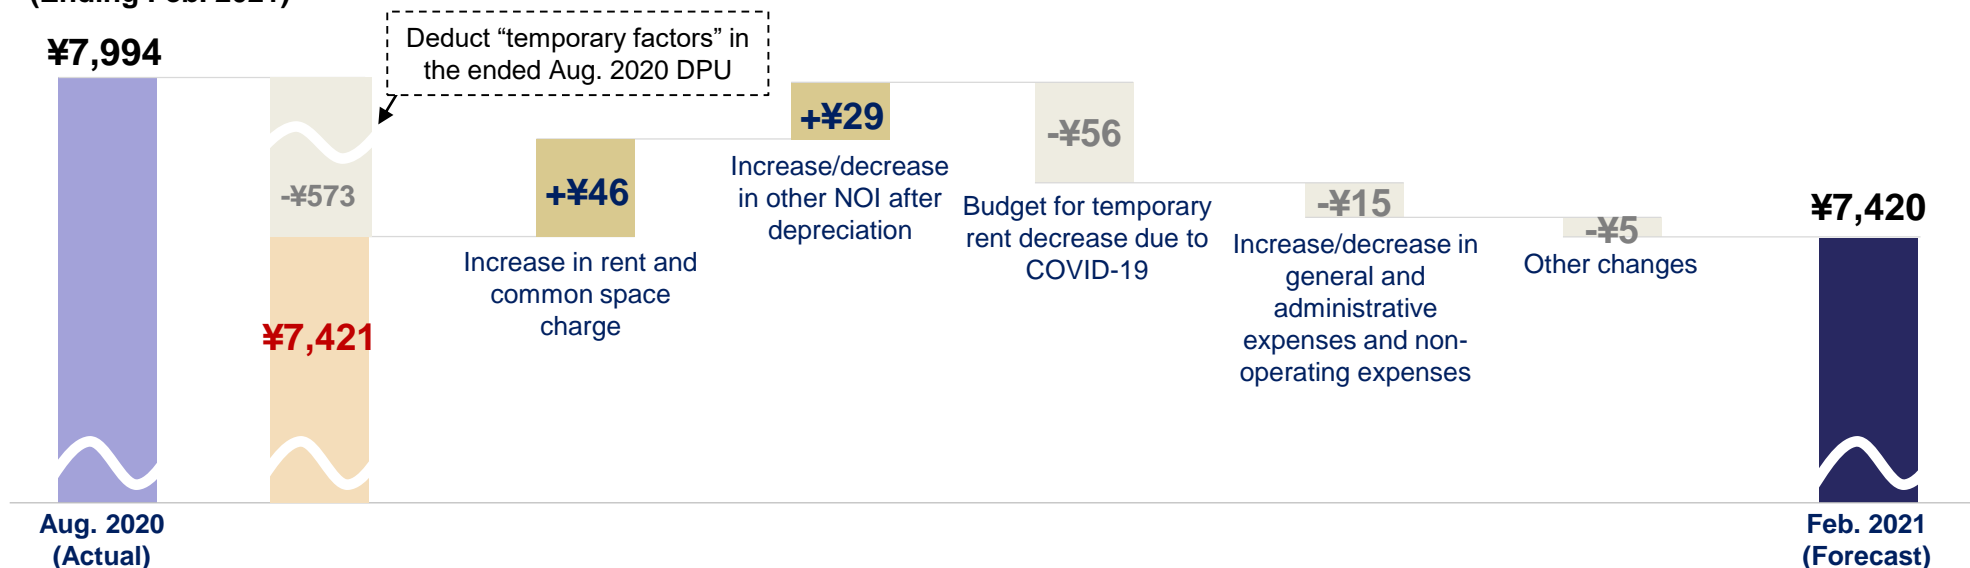 (Ending Feb. 2021)
¥7,994
Deduct “temporary factors” in
the ended Aug. 2020 DPU
-¥573
¥7,421
+¥46
Increase in rent and
common space
charge
+¥29
Increase/decrease
in other NOI after
depreciation
-¥56
Budget for temporary
rent decrease due to
COVID-19
-¥15
Increase/decrease in
general and
administrative
expenses and non-
operating expenses
-¥5
Other changes
¥7,420
Aug. 2020
(Actual)
Feb. 2021
(Forecast)